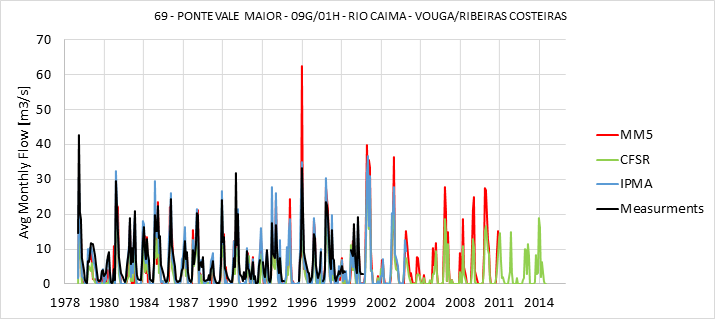 69 - PONTE VALE MAIOR - 09G/01H - RIO CAIMA - VOUGA/RIBEIRAS COSTEIRAS
Avg Monthly Flow [m3/s]
70
60
50
40
30
20
10
0
1978 1980 1982 1984 1987 1990 1992 1996 1999 2002 2004 2006 2008 2011 2014
MM5
CFSR
IPMA
Measurments